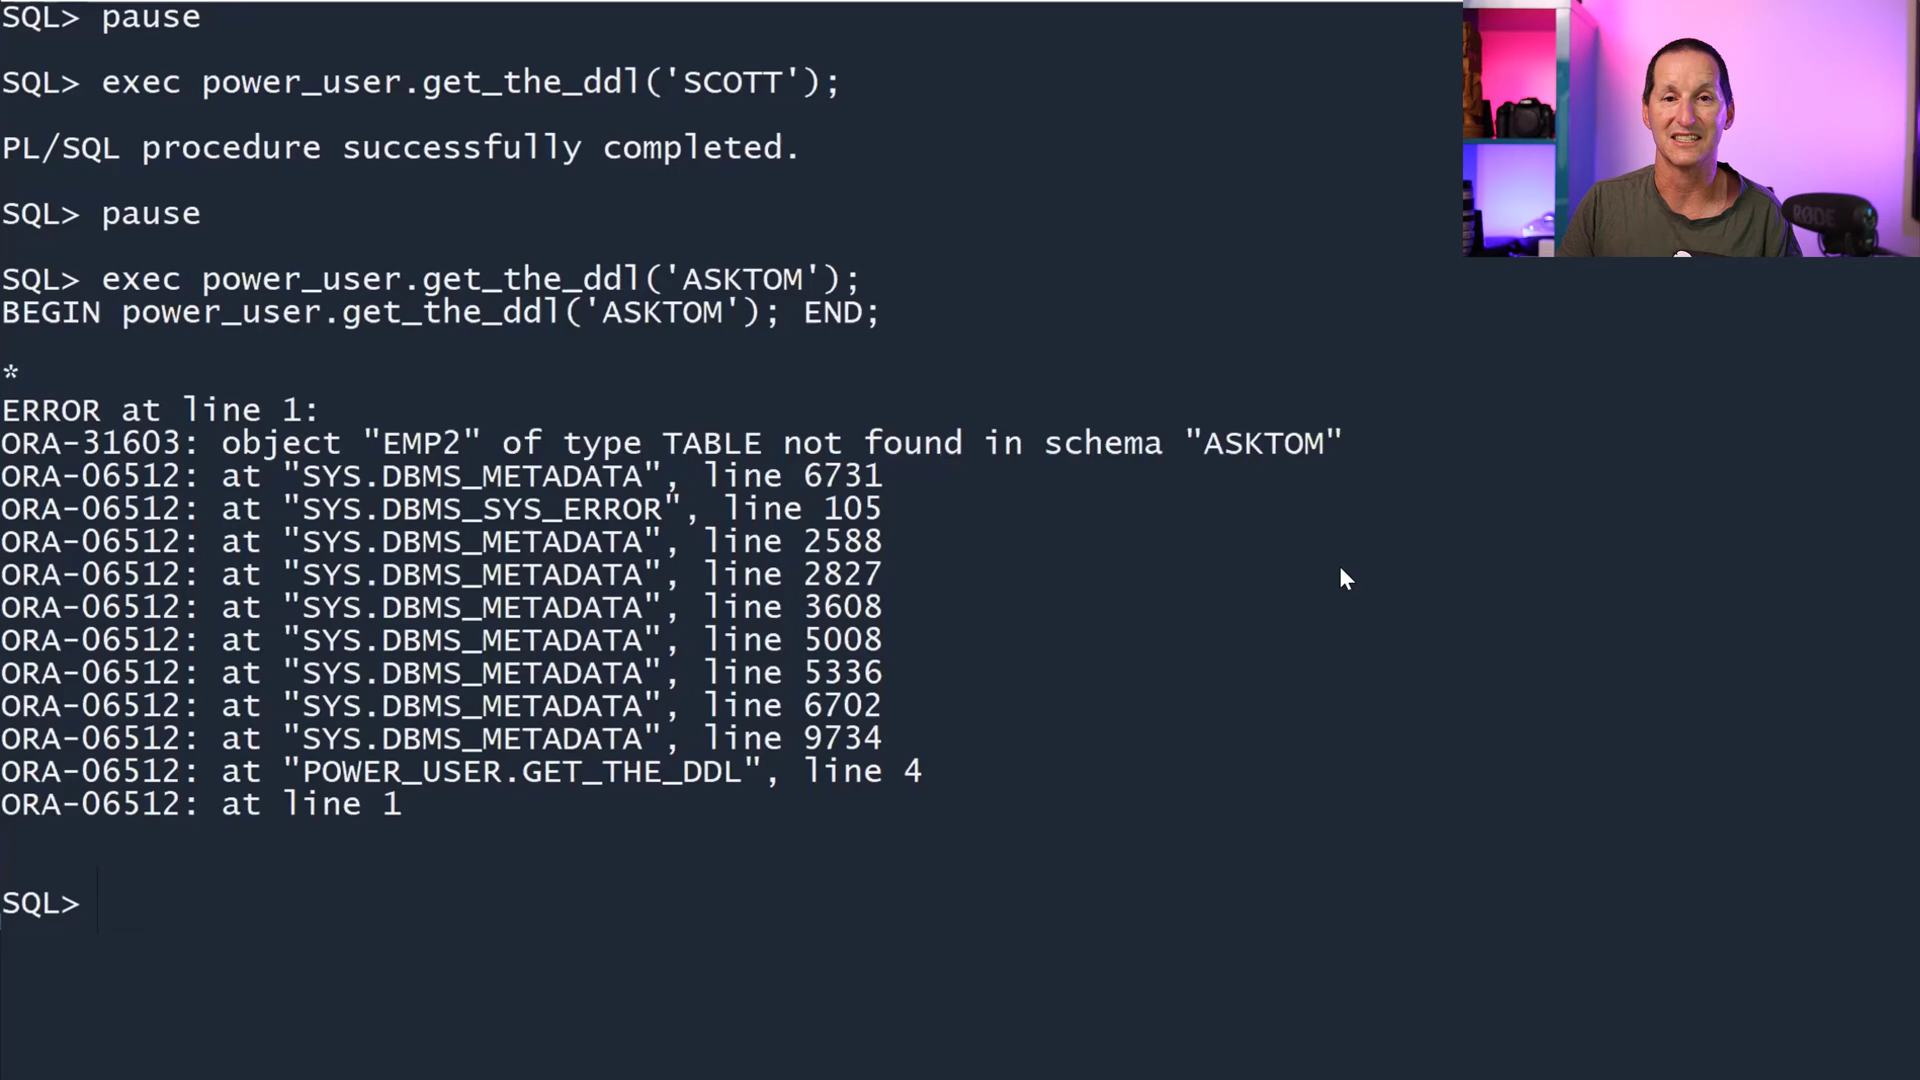 SQL> pause
SQL> exec power_user.get_the_ddl('SCOTT');
PL/SQL procedure successfully completed.
SQL> pause
SQL> exec power_user.get_the_ddl('ASKTOM');
BEGIN power_user.get_the_ddl('ASKTOM'); END;
*
ERROR at line 1:
ORA-31603: object "EMP2" of type TABLE not found in schema "ASKTOM"
ORA-06512: at "SYS.DBMS_METADATA", line 6731
ORA-06512: at "SYS.DBMS_SYS_ERROR", line 105
ORA-06512: at "SYS.DBMS_METADATA", line 2588
ORA-06512: at "SYS.DBMS_METADATA", line 2827
ORA-06512: at "SYS.DBMS_METADATA", line 3608
ORA-06512: at "SYS.DBMS_METADATA", line 5008
ORA-06512: at "SYS.DBMS_METADATA", line 5336
ORA-06512: at "SYS.DBMS_METADATA", line 6702
ORA-06512: at "SYS.DBMS_METADATA", line 9734
ORA-06512: at "POWER_USER.GET_THE_DDL", line 4
ORA-06512: at line 1
SQL>
RØDE